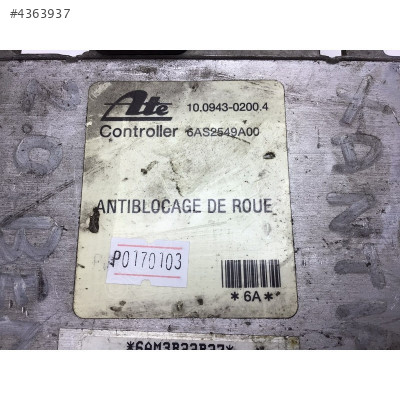 #4363937
Ate
10.0943-0200.4
Controller 6AS2549A00
ANTIBLOCAGE DE ROUE
P0170103
*6A*